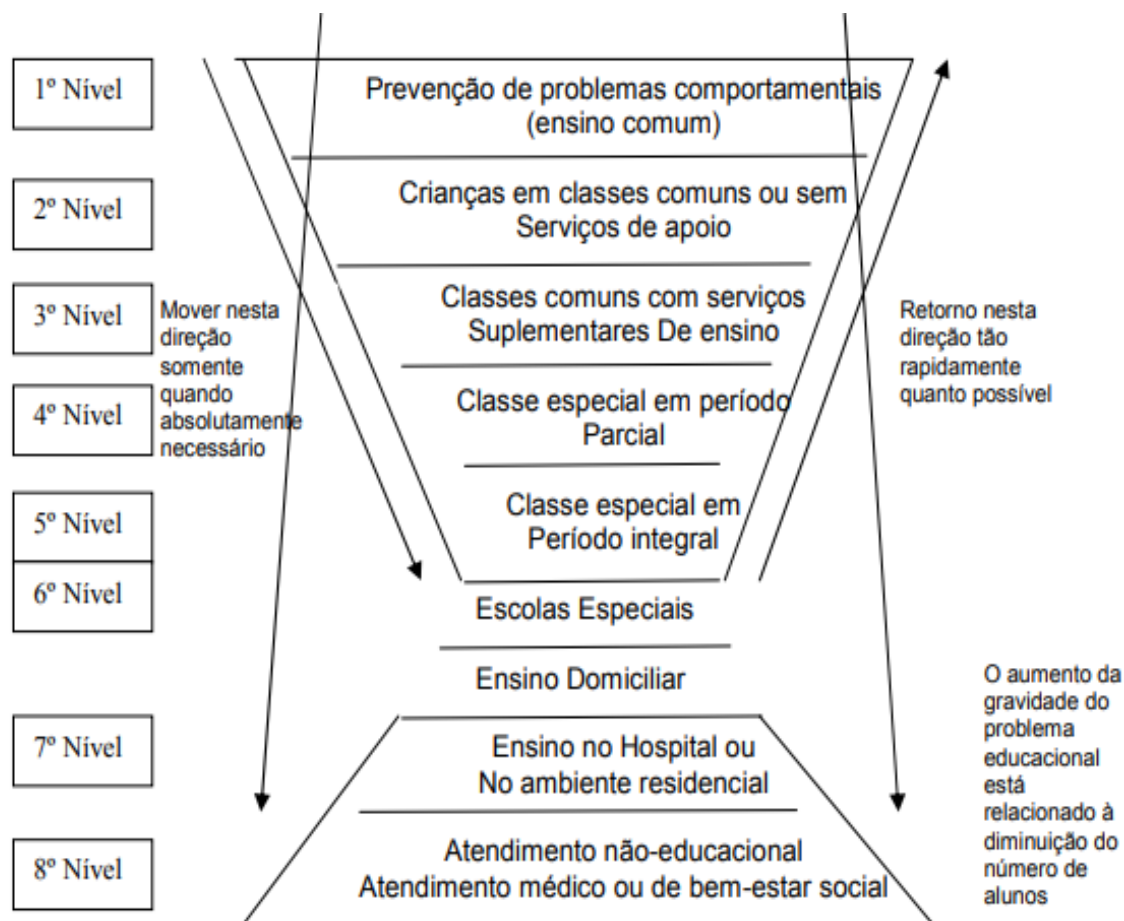 1º Nível
Prevenção de problemas comportamentais
(ensino comum)
2º Nível
Crianças em classes comuns ou sem
Serviços de apoio
3º Nível
Mover nesta
direção
somente
quando
absolutamente
necessário
Classes comuns com serviços
Suplementares De ensino
Retorno nesta
direção tão
rapidamente
quanto possível
4º Nível
Classe especial em período
Parcial
5º Nível
Classe especial em
Período integral
6º Nível
Escolas Especiais
Ensino Domiciliar
7º Nível
Ensino no Hospital ou
No ambiente residencial
O aumento da
gravidade do
problema
educacional
está
relacionado à
diminuição do
número de
alunos
8º Nível
Atendimento não-educacional
Atendimento médico ou de bem-estar social